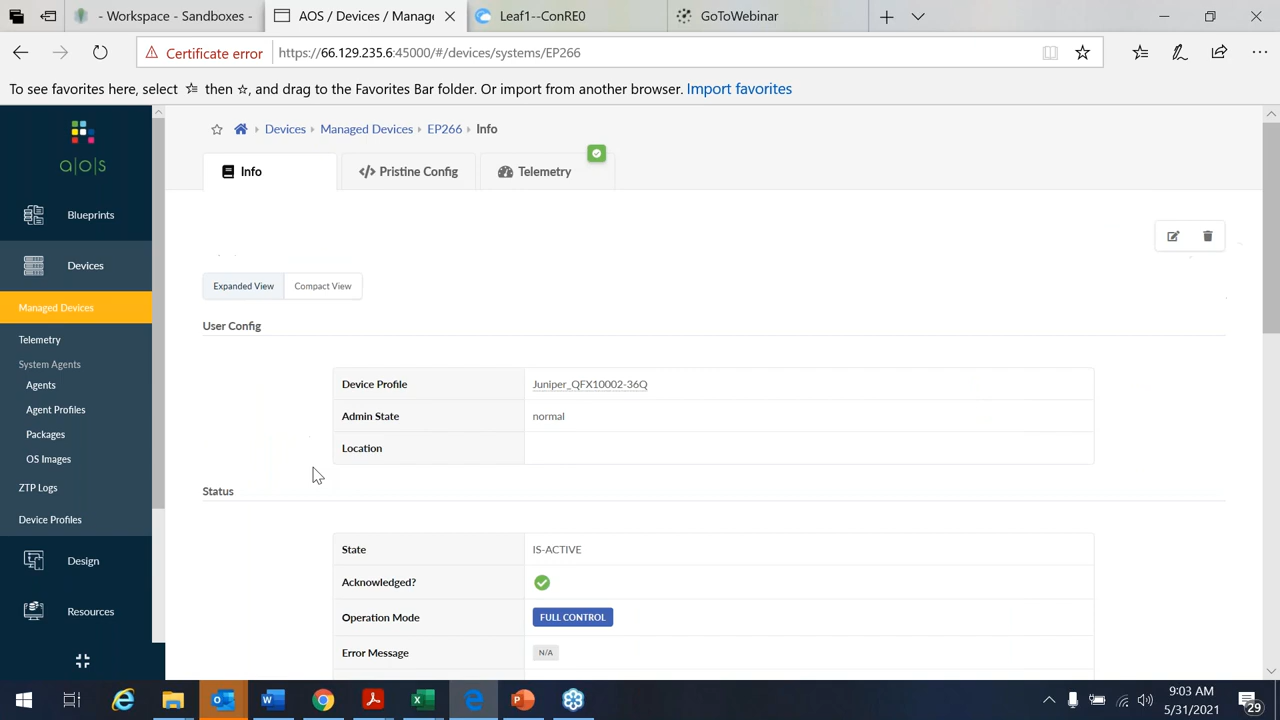 - Workspace - Sandboxes -
AOS / Devices / Manage
Leaf1~ConRE0
GoToWebinar
Certificate error
https://66.129.235.6:45000/#/devices/systems/EP266
To see favorites here, select then ☆, and drag to the Favorites Bar folder. Or import from another browser. Import favorites
a|o|s
Blueprints
Devices
Managed Devices
Telemetry
System Agents
Agents
Agent Profiles
Packages
OS Images
ZTP Logs
Device Profiles
Design
Resources
Devices Managed Devices EP266 Info
Info
</> Pristine Config
Telemetry
Expanded View
Compact View
User Config
Device Profile Juniper_QFX10002-36Q
Admin State normal
Location
Status
State IS-ACTIVE
Acknowledged?
Operation Mode FULL CONTROL
Error Message N/A
9:03 AM
5/31/2021
29